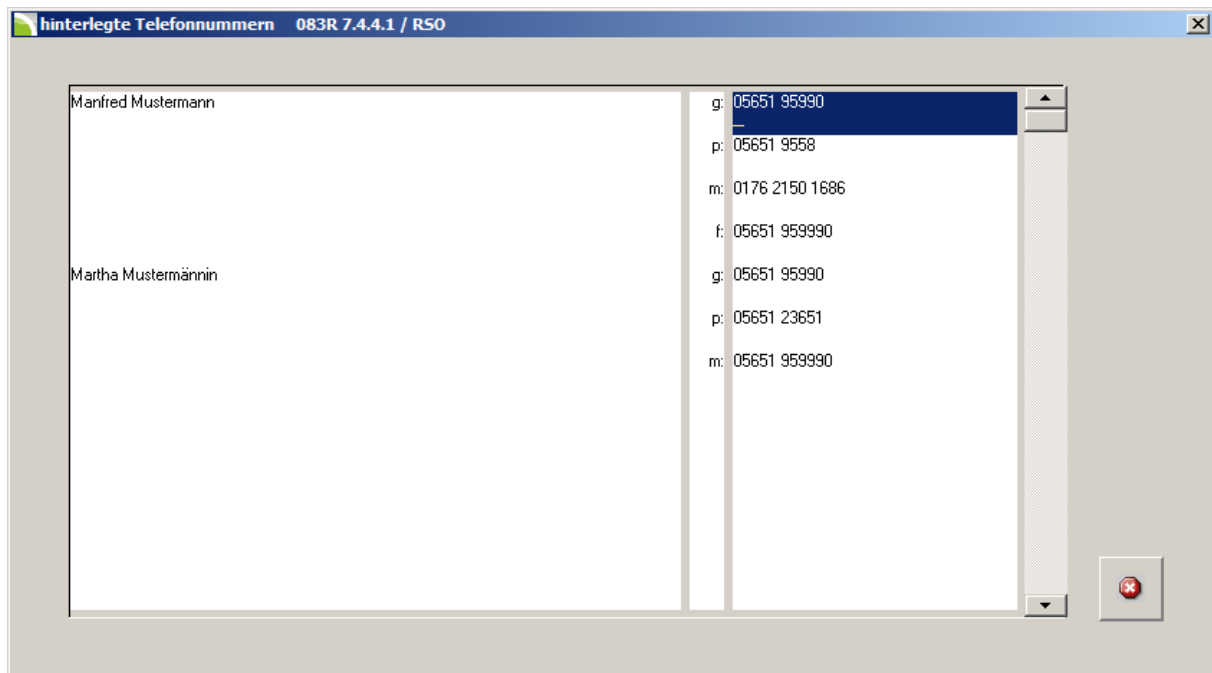 hinterlegte Telefonnummern 083R 7.4.4.1 / RSO
Manfred Mustermann g: 05651 95990
p: 05651 9558
m: 0176 2150 1686
f: 05651 959990
Martha Mustermännin g: 05651 95990
p: 05651 23651
m: 05651 959990